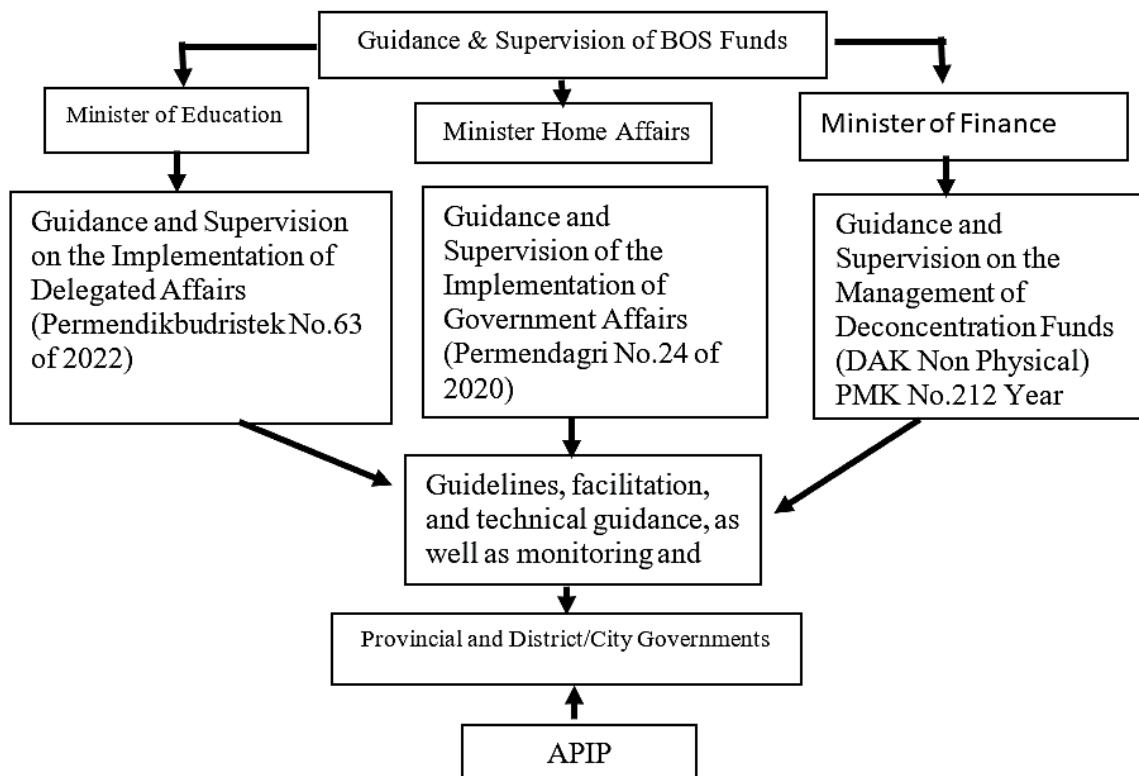 Guidance & Supervision of BOS Funds
Minister of Education
Minister Home Affairs
Minister of Finance
Guidance and Supervision
on the Implementation of
Delegated Affairs
(Permendikbudristek No.63
of 2022)
Guidance and
Supervision of the
Implementation of
Government Affairs
(Permendagri No.24 of
2020)
Guidance and
Supervision on the
Management of
Deconcentration Funds
(DAK Non Physical)
PMK No.212 Year
Guidelines, facilitation,
and technical guidance, as
well as monitoring and
Provincial and District/City Governments
APIP